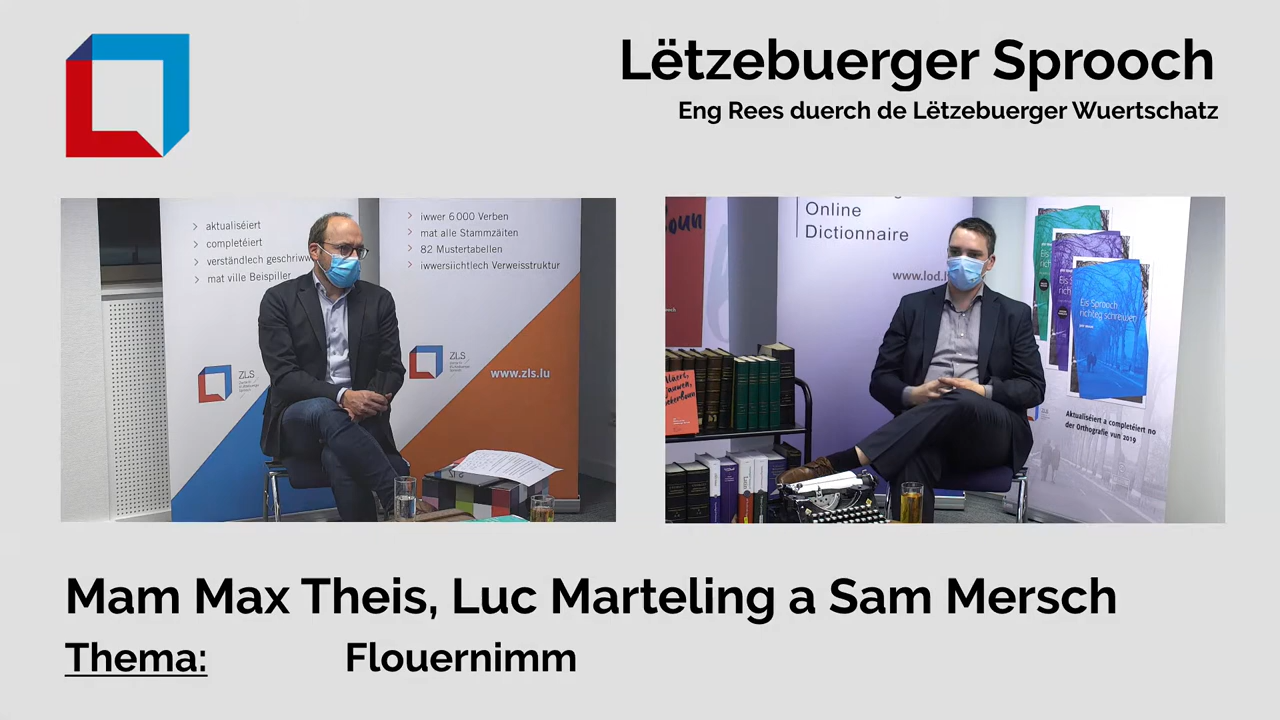 Lëtzebuerger Sprooch
Eng Rees duerch de Lëtzebuerger Wuertschatz
aktualiséiert
completéiert
verständlech geschriww
mat ville Beispiller
iwwer 6 000 Verben
mat alle Stammzäiten
82 Mustertabellen
iwwersiichtlech Verweisstruktur
ZLS
ZLS
www.zls.lu
Online
Dictionnaire
www.lod.l
Eis Sprooch
richteg schreiwen
Aktualiséiert a completéiert no
der Orthografie vun 2019
Mam Max Theis, Luc Marteling a Sam Mersch
Thema: Flouernimm